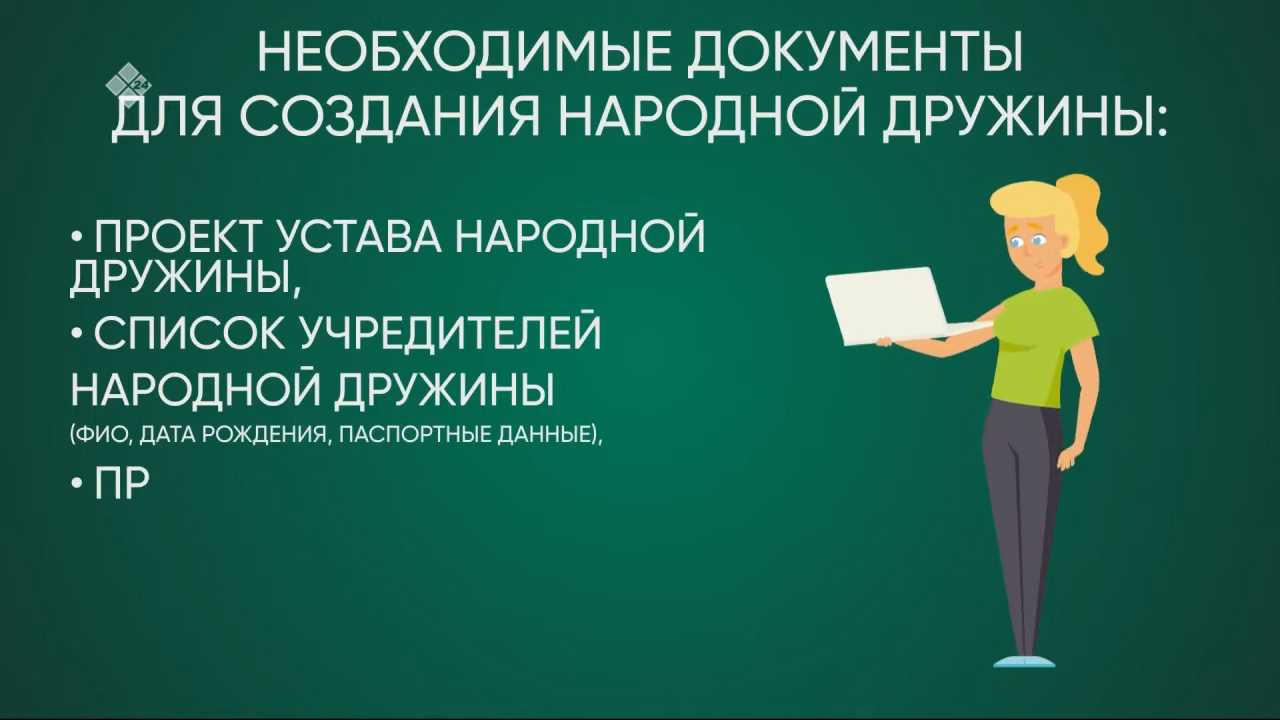 НЕОБХОДИМЫЕ ДОКУМЕНТЫ
ДЛЯ СОЗДАНИЯ НАРОДНОЙ ДРУЖИНЫ:
X24
• ПРОЕКТ УСТАВА НАРОДНОЙ
ДРУЖИНЫ,
• СПИСОК УЧРЕДИТЕЛЕЙ
НАРОДНОЙ ДРУЖИНЫ
(ФИО, ДАТА РОЖДЕНИЯ, ПАСПОРТНЫЕ ДАННЫЕ),
• ПР